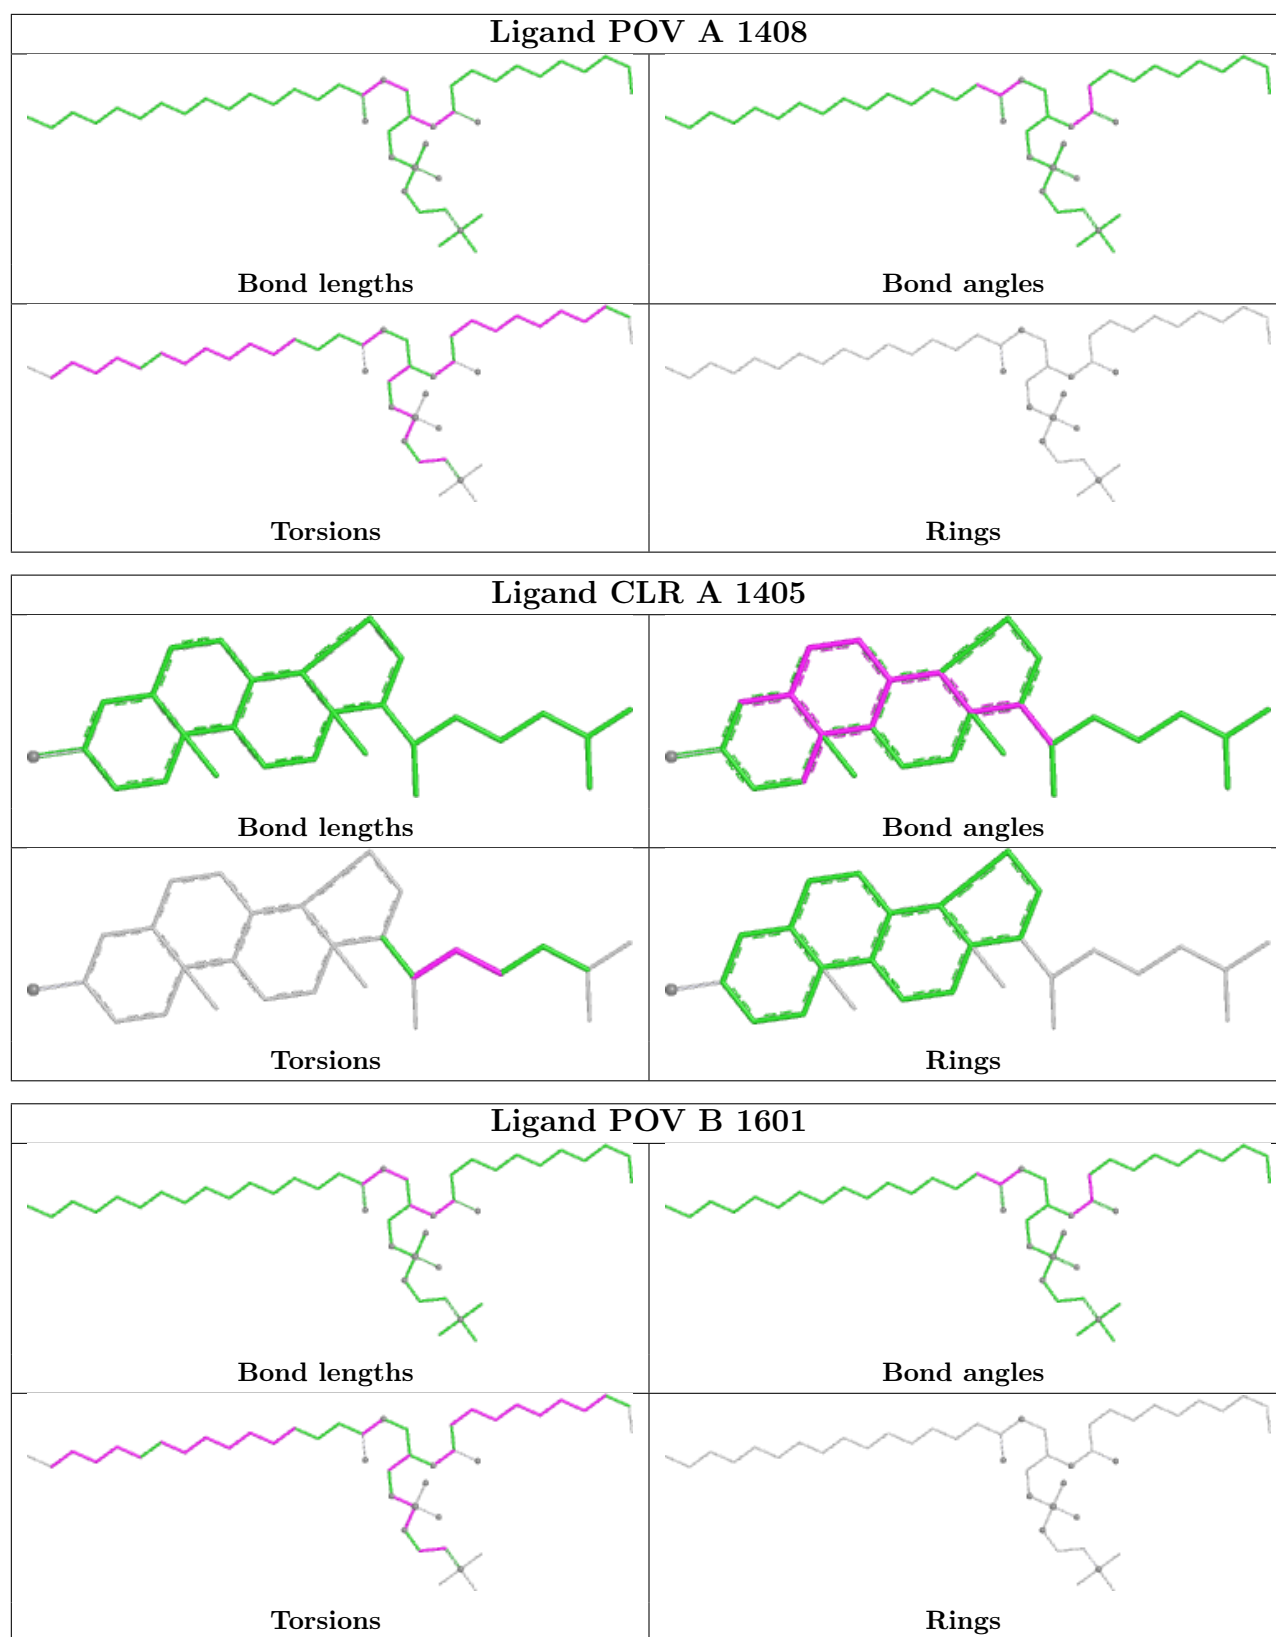 Ligand POV A 1408
Bond lengths
Bond angles
Torsions
Rings
Ligand CLR A 1405
Bond lengths
Bond angles
Torsions
Rings
Ligand POV B 1601
Bond lengths
Bond angles
Torsions
Rings